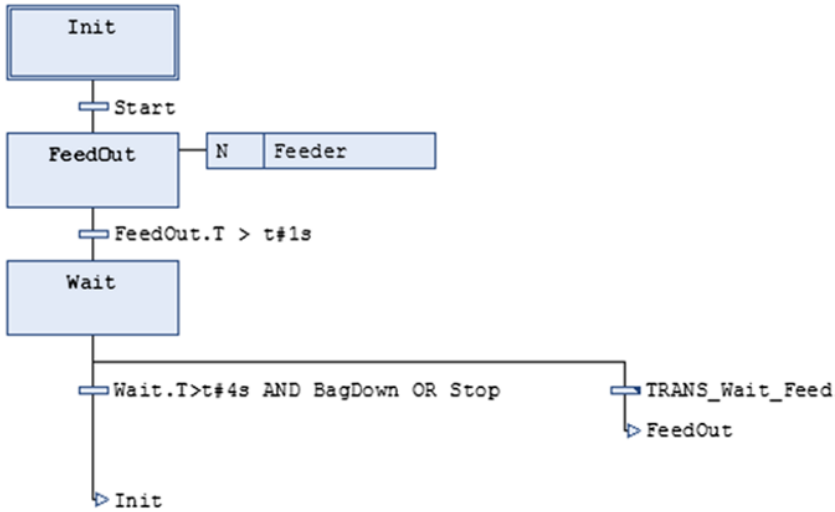 Init
Start
FeedOut
N Feeder
FeedOut.T > t#1s
Wait
Wait.T>t#4s AND BagDown OR Stop
TRANS_Wait_Feed
FeedOut
Init